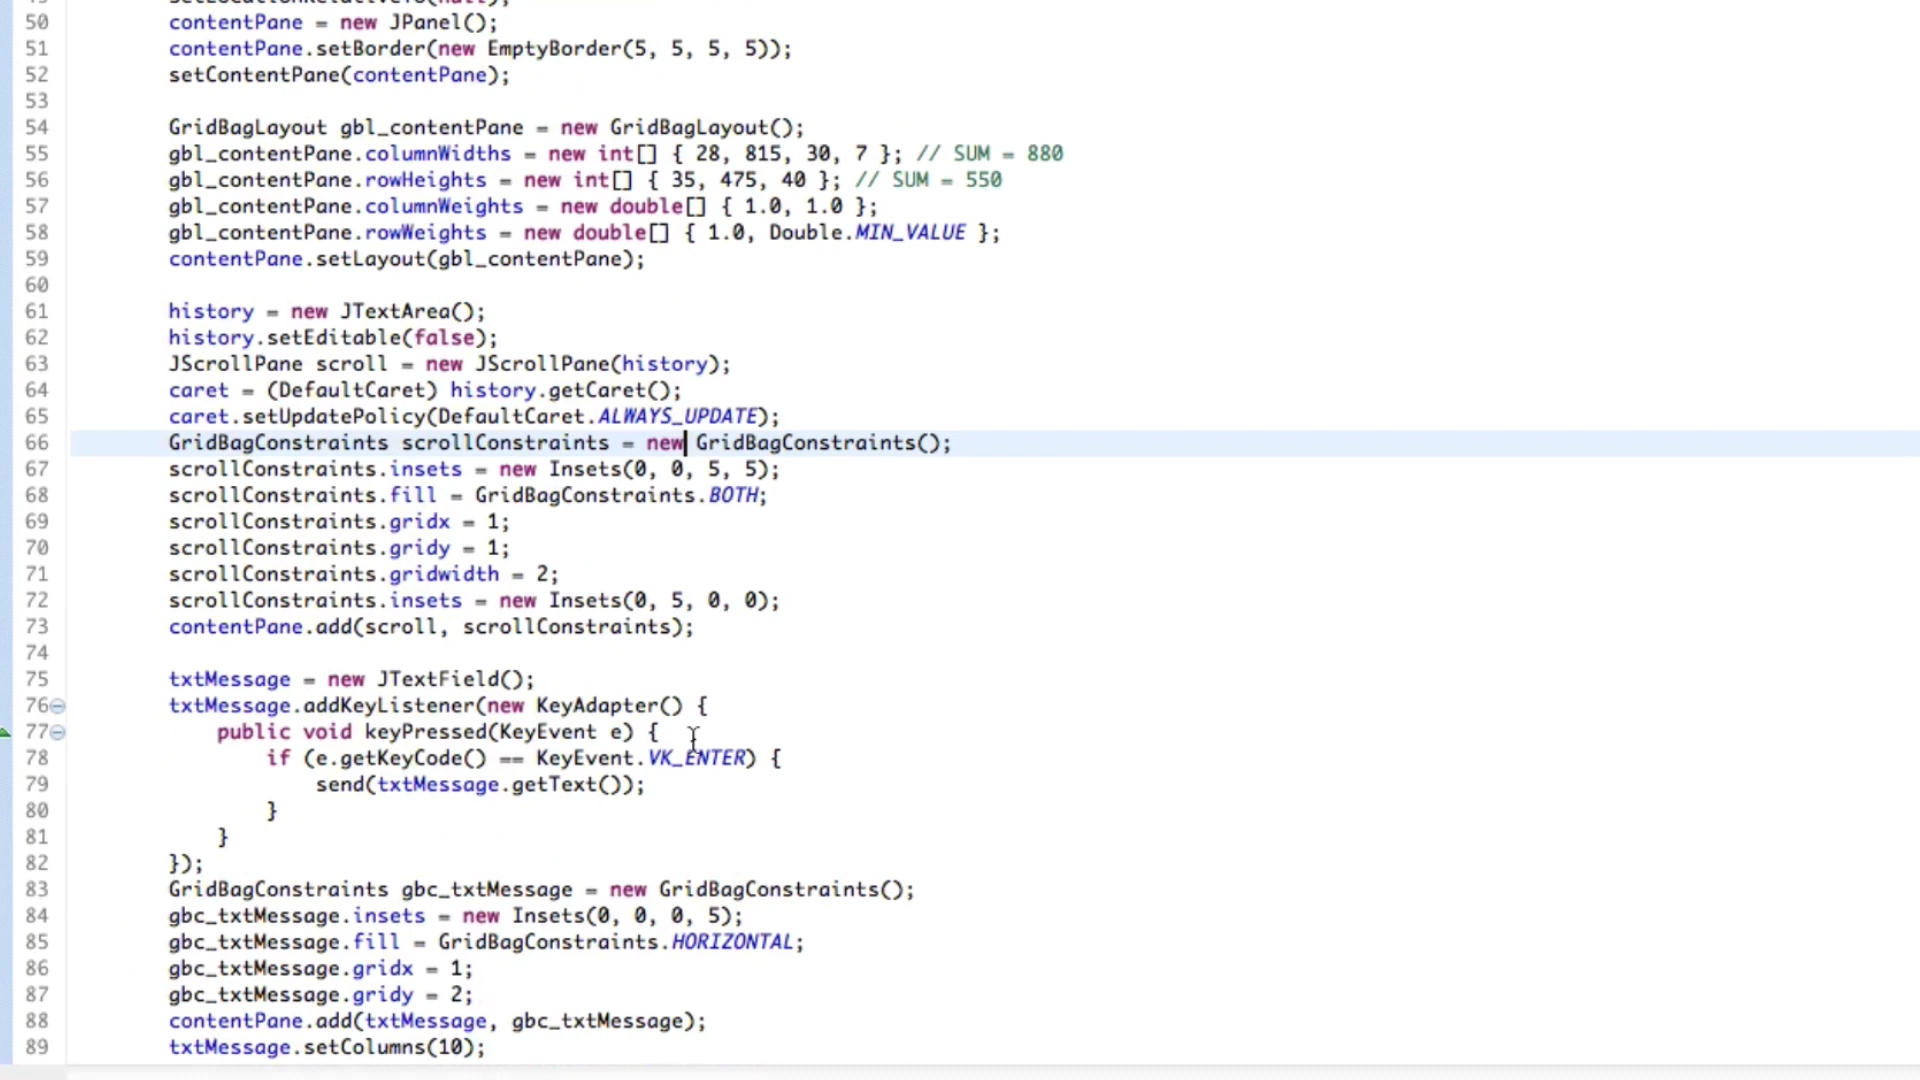 49 setLocationRelativeTo(null);
50 contentPane = new JPanel();
51 contentPane.setBorder(new EmptyBorder(5, 5, 5, 5));
52 setContentPane(contentPane);
53
54 GridBagLayout gbl_contentPane = new GridBagLayout();
55 gbl_contentPane.columnWidths = new int[] { 28, 815, 30, 7 }; // SUM = 880
56 gbl_contentPane.rowHeights = new int[] { 35, 475, 40 }; // SUM = 550
57 gbl_contentPane.columnWeights = new double[] { 1.0, 1.0 };
58 gbl_contentPane.rowWeights = new double[] { 1.0, Double.MIN_VALUE };
59 contentPane.setLayout(gbl_contentPane);
60
61 history = new JTextArea();
62 history.setEditable(false);
63 JScrollPane scroll = new JScrollPane(history);
64 caret = (DefaultCaret) history.getCaret();
65 caret.setUpdatePolicy(DefaultCaret.ALWAYS_UPDATE);
66 GridBagConstraints scrollConstraints = new GridBagConstraints();
67 scrollConstraints.insets = new Insets(0, 0, 5, 5);
68 scrollConstraints.fill = GridBagConstraints.BOTH;
69 scrollConstraints.gridx = 1;
70 scrollConstraints.gridy = 1;
71 scrollConstraints.gridwidth = 2;
72 scrollConstraints.insets = new Insets(0, 5, 0, 0);
73 contentPane.add(scroll, scrollConstraints);
74
75 txtMessage = new JTextField();
76 txtMessage.addKeyListener(new KeyAdapter() {
77 public void keyPressed(KeyEvent e) {
78 if (e.getKeyCode() == KeyEvent.VK_ENTER) {
79 send(txtMessage.getText());
80 }
81 }
82 });
83 GridBagConstraints gbc_txtMessage = new GridBagConstraints();
84 gbc_txtMessage.insets = new Insets(0, 0, 0, 5);
85 gbc_txtMessage.fill = GridBagConstraints.HORIZONTAL;
86 gbc_txtMessage.gridx = 1;
87 gbc_txtMessage.gridy = 2;
88 contentPane.add(txtMessage, gbc_txtMessage);
89 txtMessage.setColumns(10);